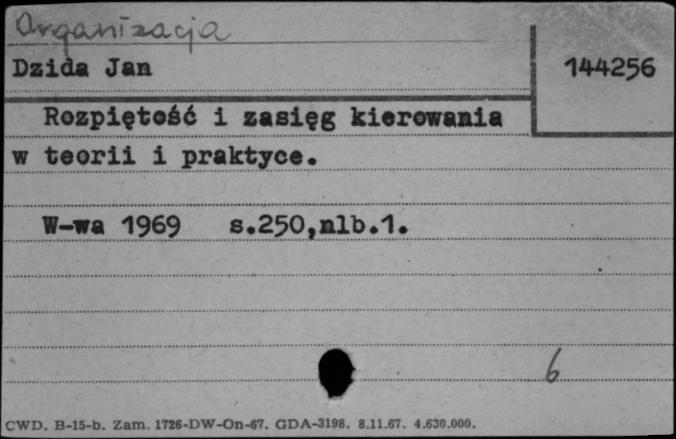 Organizacja
Dzida Jan
144256
Rozpiętość i zasięg kierowania
w teorii i praktyce.
W-wa 1969 s.250,nlb.1.
6
CWD. B-15-b. Zam. 1726-DW-On-67. GDA-3198. 8.11.67. 4.630.000.